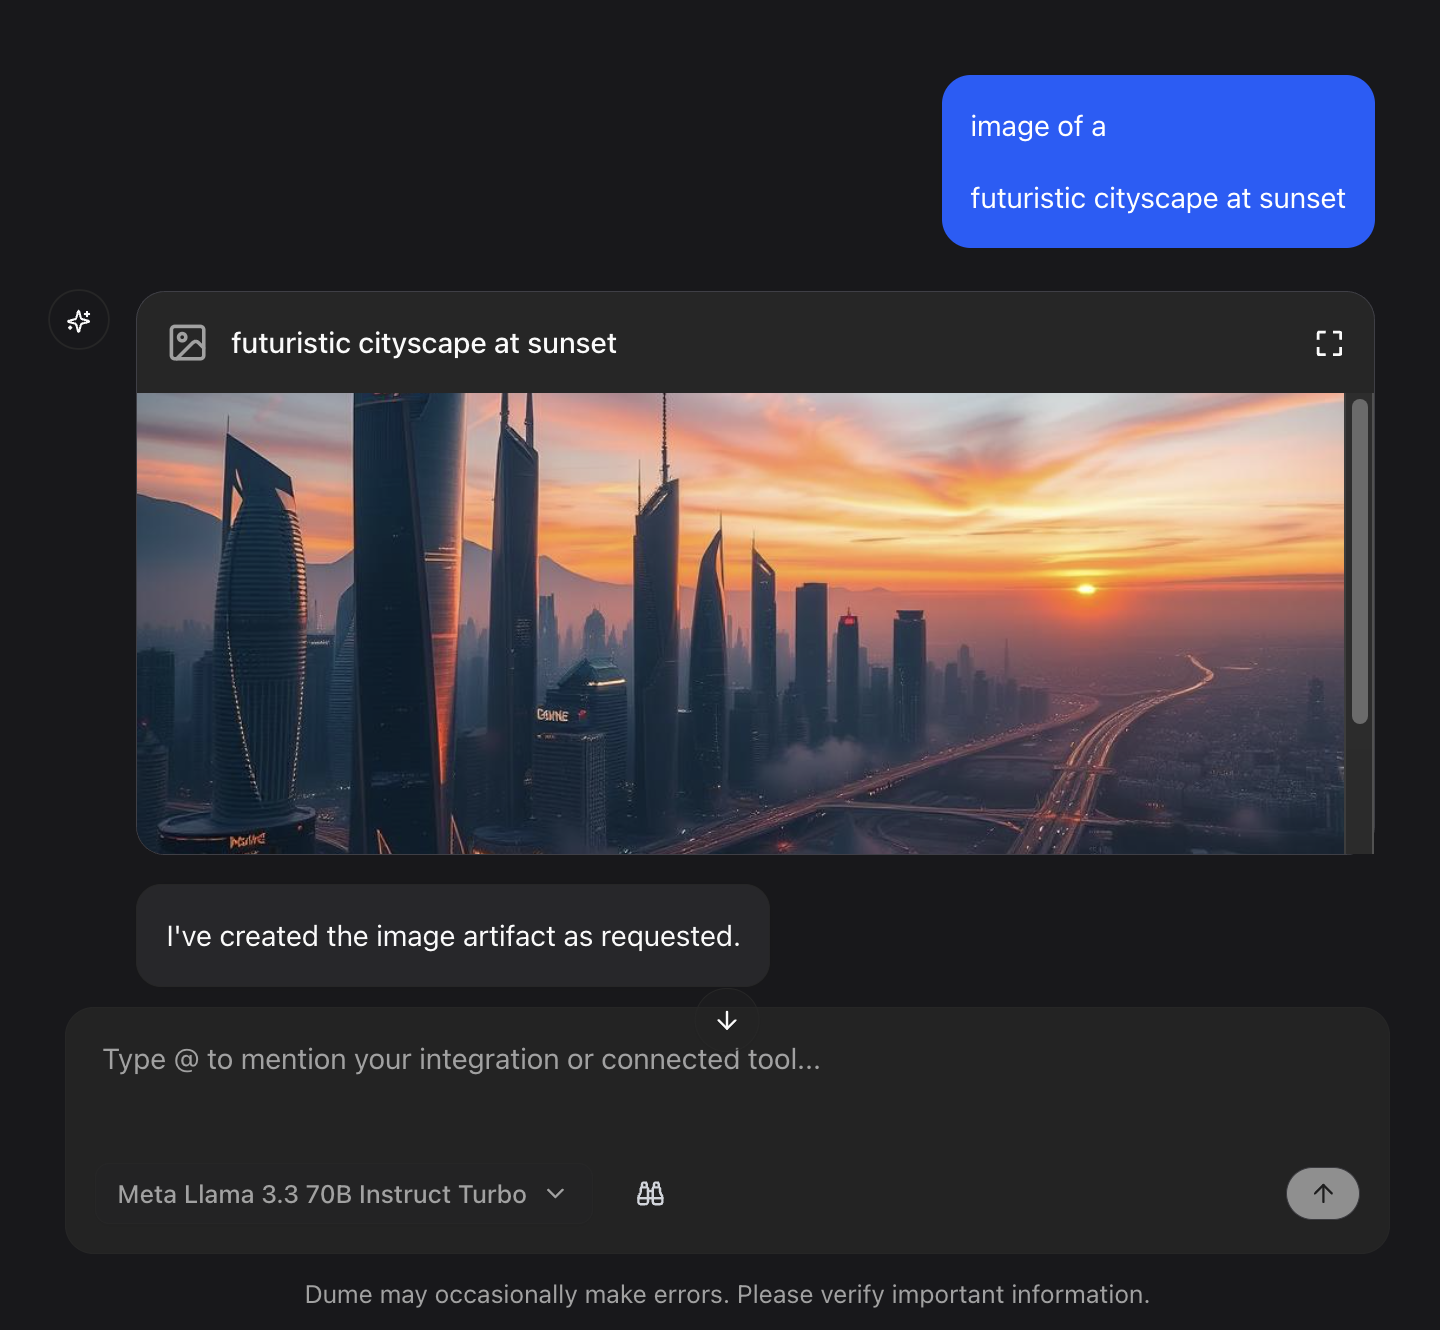 image of a
futuristic cityscape at sunset
futuristic cityscape at sunset
I've created the image artifact as requested.
Type @ to mention your integration or connected tool...
Meta Llama 3.3 70B Instruct Turbo
Dume may occasionally make errors. Please verify important information.